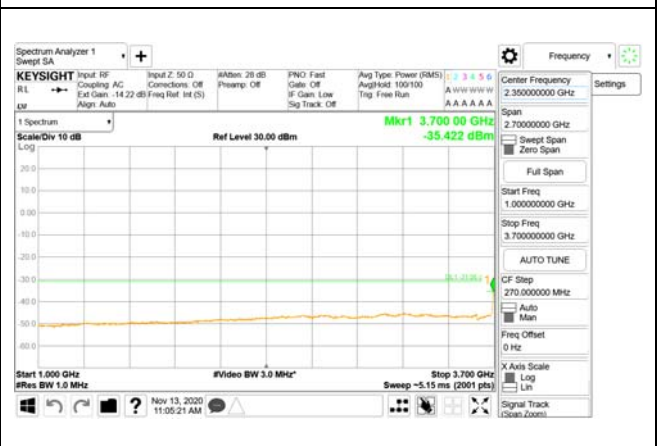 Spectrum Analyzer 1
Swept SA
+
Frequency
KEYSIGHT
Input: RF
Input Z: 50 Ω
#Atten: 28 dB
PNO: Fast
Avg Type: Power (RMS)
1 2 3 4 5 6
RL
Coupling: AC
Corrections: Off
Preamp: Off
Gate: Off
Avg|Hold: 100/100
A W W W W W
Ext Gain: -14.22 dB
Freq Ref: Int (S)
IF Gain: Low
Trig: Free Run
Align: Auto
Sig Track: Off
A A A A A A
1 Spectrum
Mkr1 3.700 00 GHz
Scale/Div 10 dB
Ref Level 30.00 dBm
-35.422 dBm
Log
20.0
10.0
0.00
-10.0
-20.0
-30.0
1
-40.0
-50.0
-60.0
Start 1.000 GHz
#Video BW 3.0 MHz*
Stop 3.700 GHz
#Res BW 1.0 MHz
Sweep ~5.15 ms (2001 pts)
?
Nov 13, 2020
11:05:21 AM
Center Frequency
2.350000000 GHz
Settings
Span
2.70000000 GHz
Swept Span
Zero Span
Full Span
Start Freq
1.000000000 GHz
Stop Freq
3.700000000 GHz
AUTO TUNE
CF Step
270.000000 MHz
Auto
Man
Freq Offset
0 Hz
X Axis Scale
Log
Lin
Signal Track
(Span Zoom)